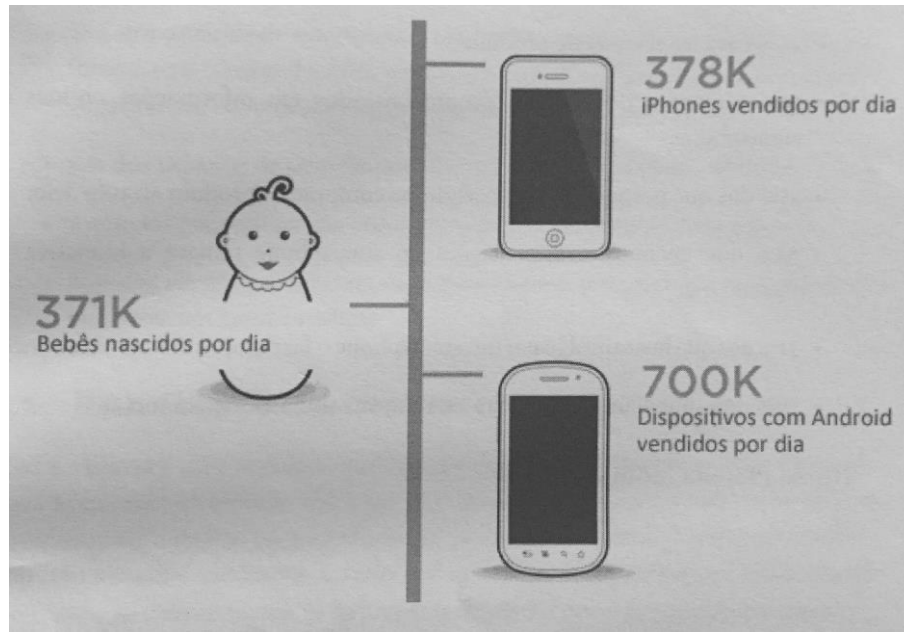 378K
iPhones vendidos por dia
371K
Bebês nascidos por dia
700K
Dispositivos com Android
vendidos por dia